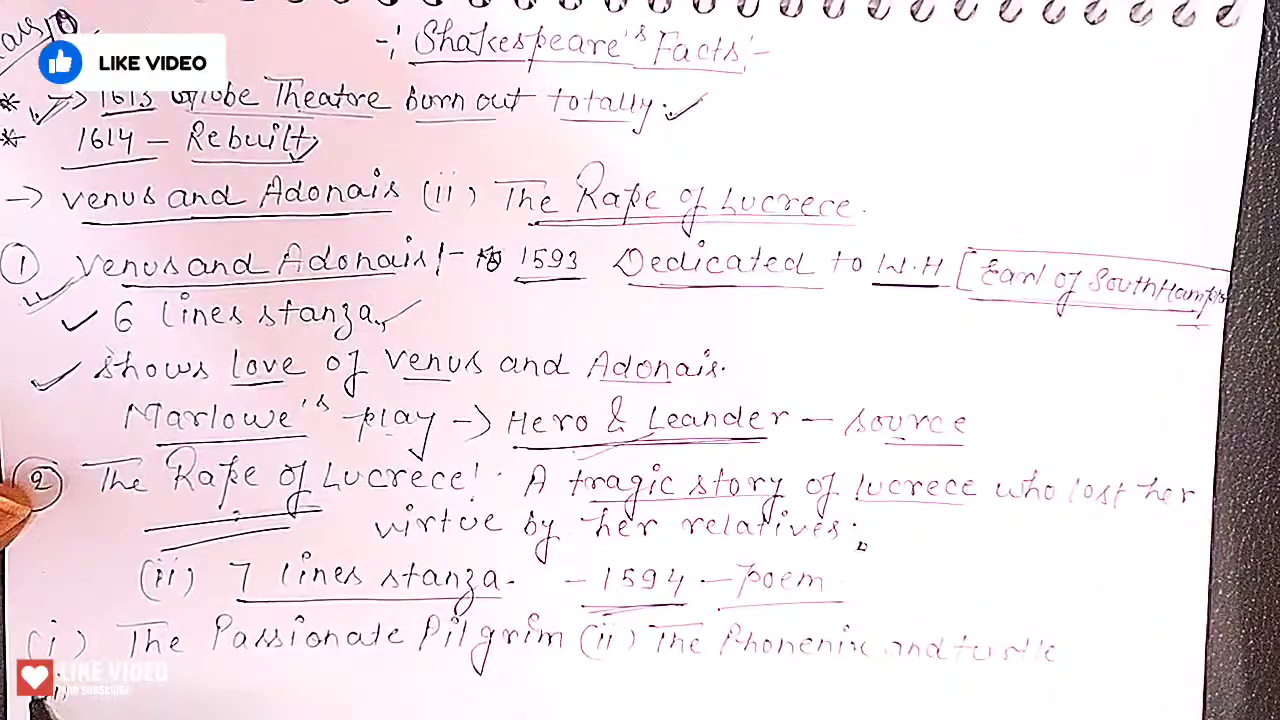 -: Shakespeare's Facts :-
LIKE VIDEO
* -> 1613 Globe Theatre burn out totally.
* 1614 - Rebuilt
-> Venus and Adonais (ii) The Rape of Lucrece.
① Venus and Adonais :- 1593 Dedicated to W.H [Earl of SouthHampton
6 lines stanza.
shows love of Venus and Adonais.
Marlowe's play -> Hero & Leander - source
② The Rape of Lucrece: A tragic story of lucrece who lost her
virtue by her relatives.
(ii) 7 lines stanza. - 1594 - poem
(i) The Passionate Pilgrim (ii) The Phonenix and turtle
LIKE VIDEO
AND SUBSCRIBE